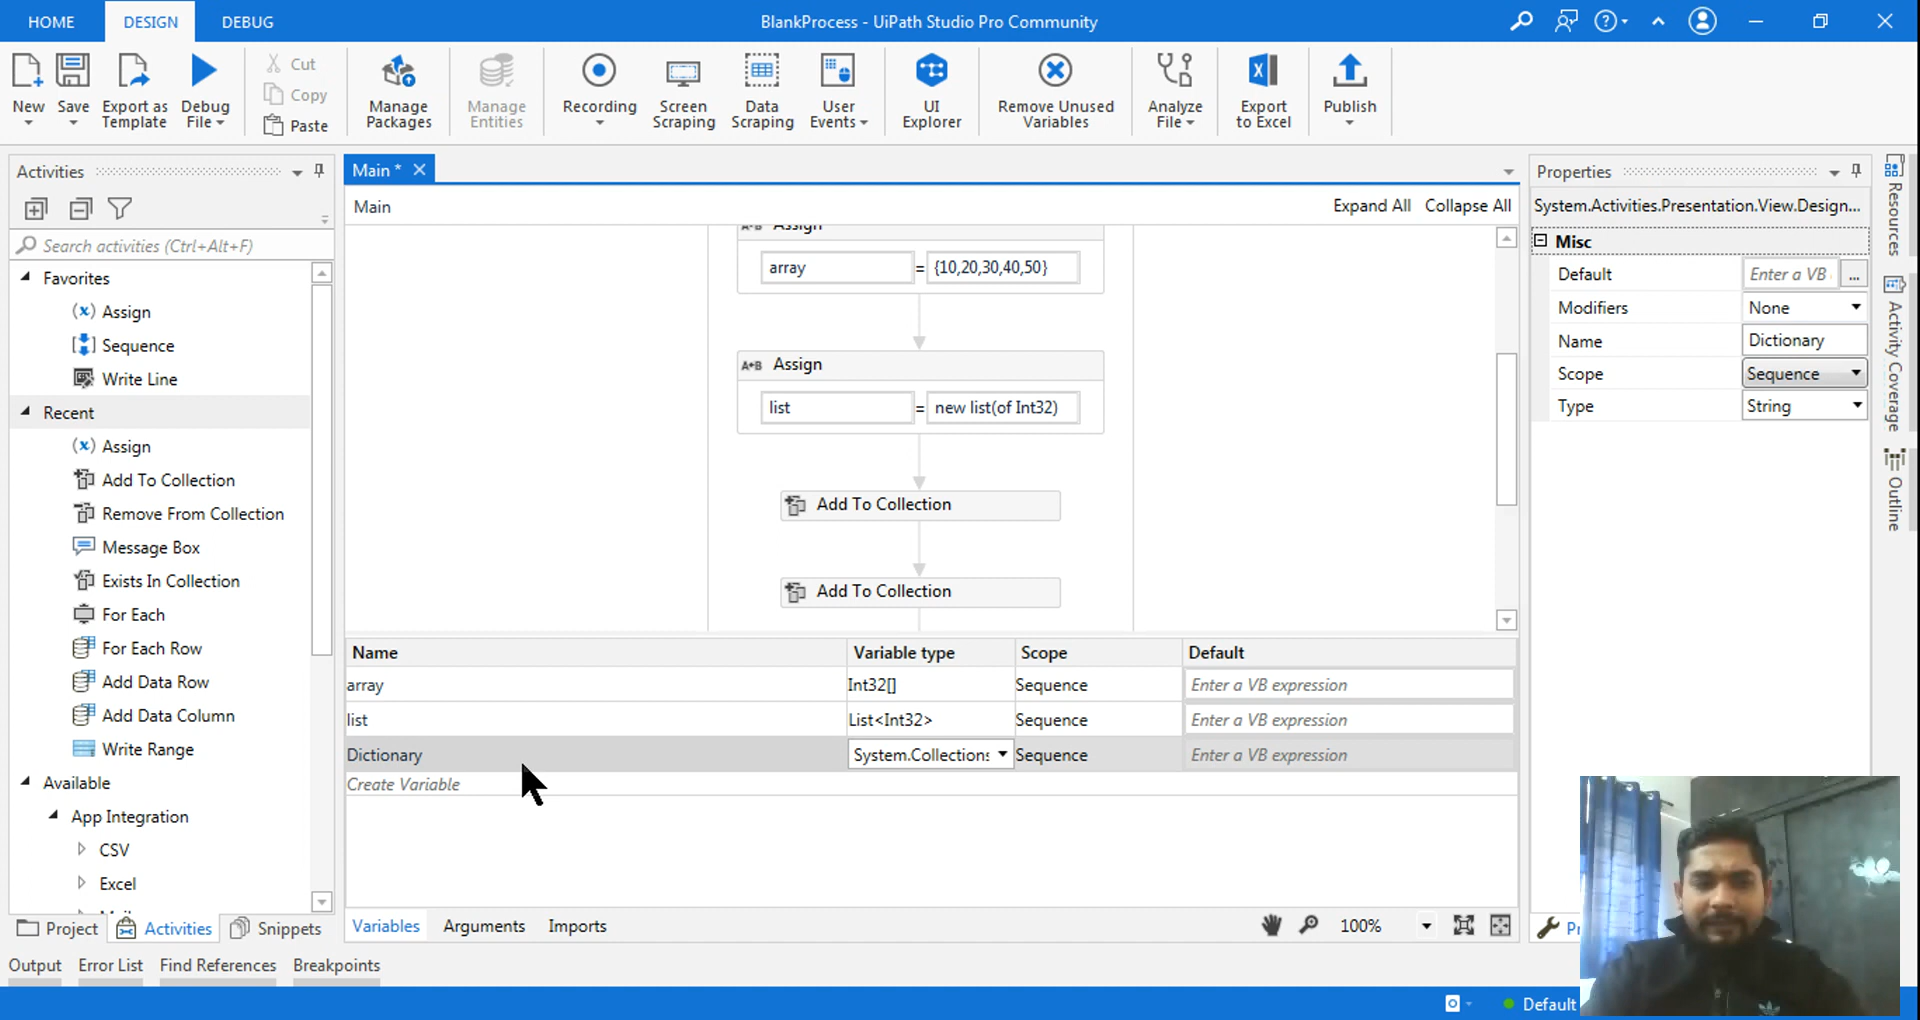 HOME
DESIGN
DEBUG
BlankProcess - UiPath Studio Pro Community
New
Save
Export as
Template
Debug
File
Cut
Copy
Paste
Manage
Packages
Manage
Entities
Recording
Screen
Scraping
Data
Scraping
User
Events
UI
Explorer
Remove Unused
Variables
Analyze
File
Export
to Excel
Publish
Activities
Search activities (Ctrl+Alt+F)
Favorites
Assign
Sequence
Write Line
Recent
Assign
Add To Collection
Remove From Collection
Message Box
Exists In Collection
For Each
For Each Row
Add Data Row
Add Data Column
Write Range
Available
App Integration
CSV
Excel
Project
Activities
Snippets
Main *
Main
Expand All
Collapse All
Assign
array = {10,20,30,40,50}
A+B Assign
list = new list(of Int32)
Add To Collection
Add To Collection
Name Variable type Scope Default
array Int32[] Sequence Enter a VB expression
list List<Int32> Sequence Enter a VB expression
Dictionary System.Collections Sequence Enter a VB expression
Create Variable
Variables
Arguments
Imports
100%
Properties
System.Activities.Presentation.View.Design...
Misc
Default Enter a VB ...
Modifiers None
Name Dictionary
Scope Sequence
Type String
Resources
Activity Coverage
Outline
Output
Error List
Find References
Breakpoints
Default